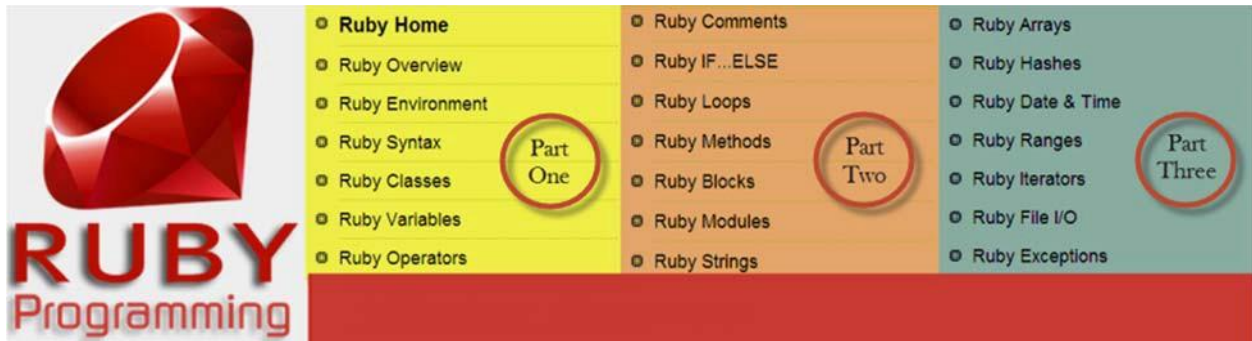 RUBY
Programming
Ruby Home
Ruby Overview
Ruby Environment
Ruby Syntax
Ruby Classes
Ruby Variables
Ruby Operators
Part
One
Ruby Comments
Ruby IF...ELSE
Ruby Loops
Ruby Methods
Ruby Blocks
Ruby Modules
Ruby Strings
Part
Two
Ruby Arrays
Ruby Hashes
Ruby Date & Time
Ruby Ranges
Ruby Iterators
Ruby File I/O
Ruby Exceptions
Part
Three